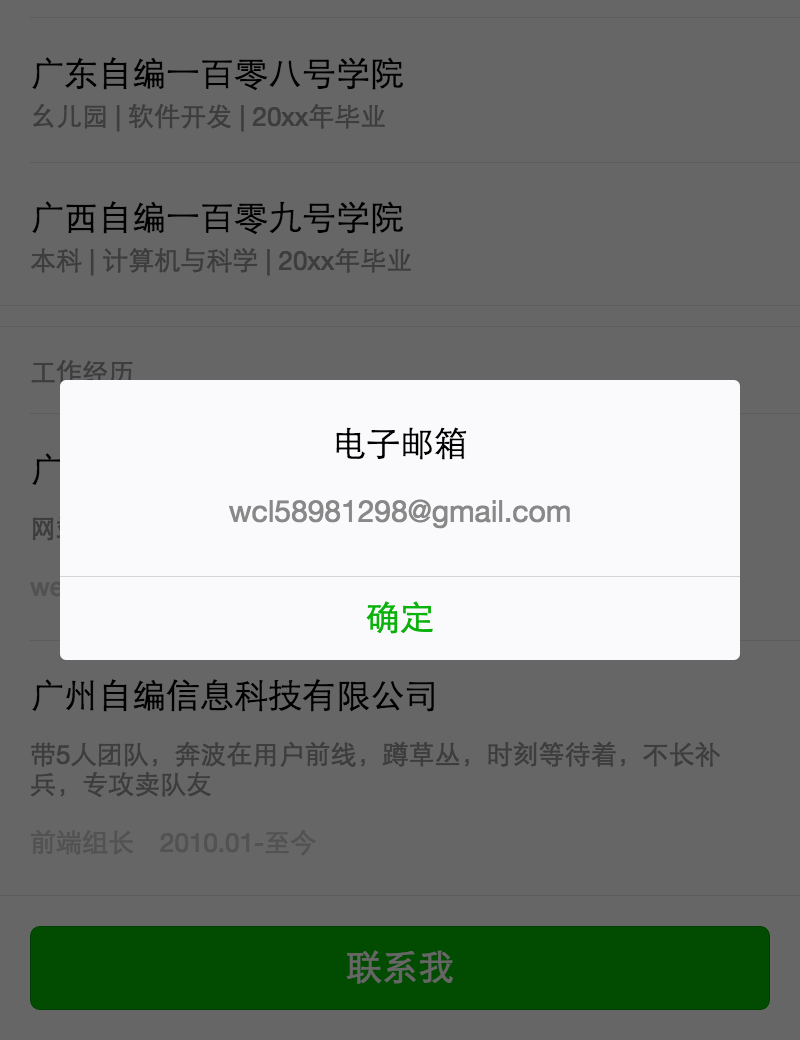 广东自编一百零八号学院
幺儿园 | 软件开发 | 20xx年毕业
广西自编一百零九号学院
本科 | 计算机与科学 | 20xx年毕业
工作经历
电子邮箱
广
wcl58981298@gmail.com
网
we
确定
广州自编信息科技有限公司
带5人团队，奔波在用户前线，蹲草丛，时刻等待着，不长补
兵，专攻卖队友
前端组长 2010.01-至今
联系我